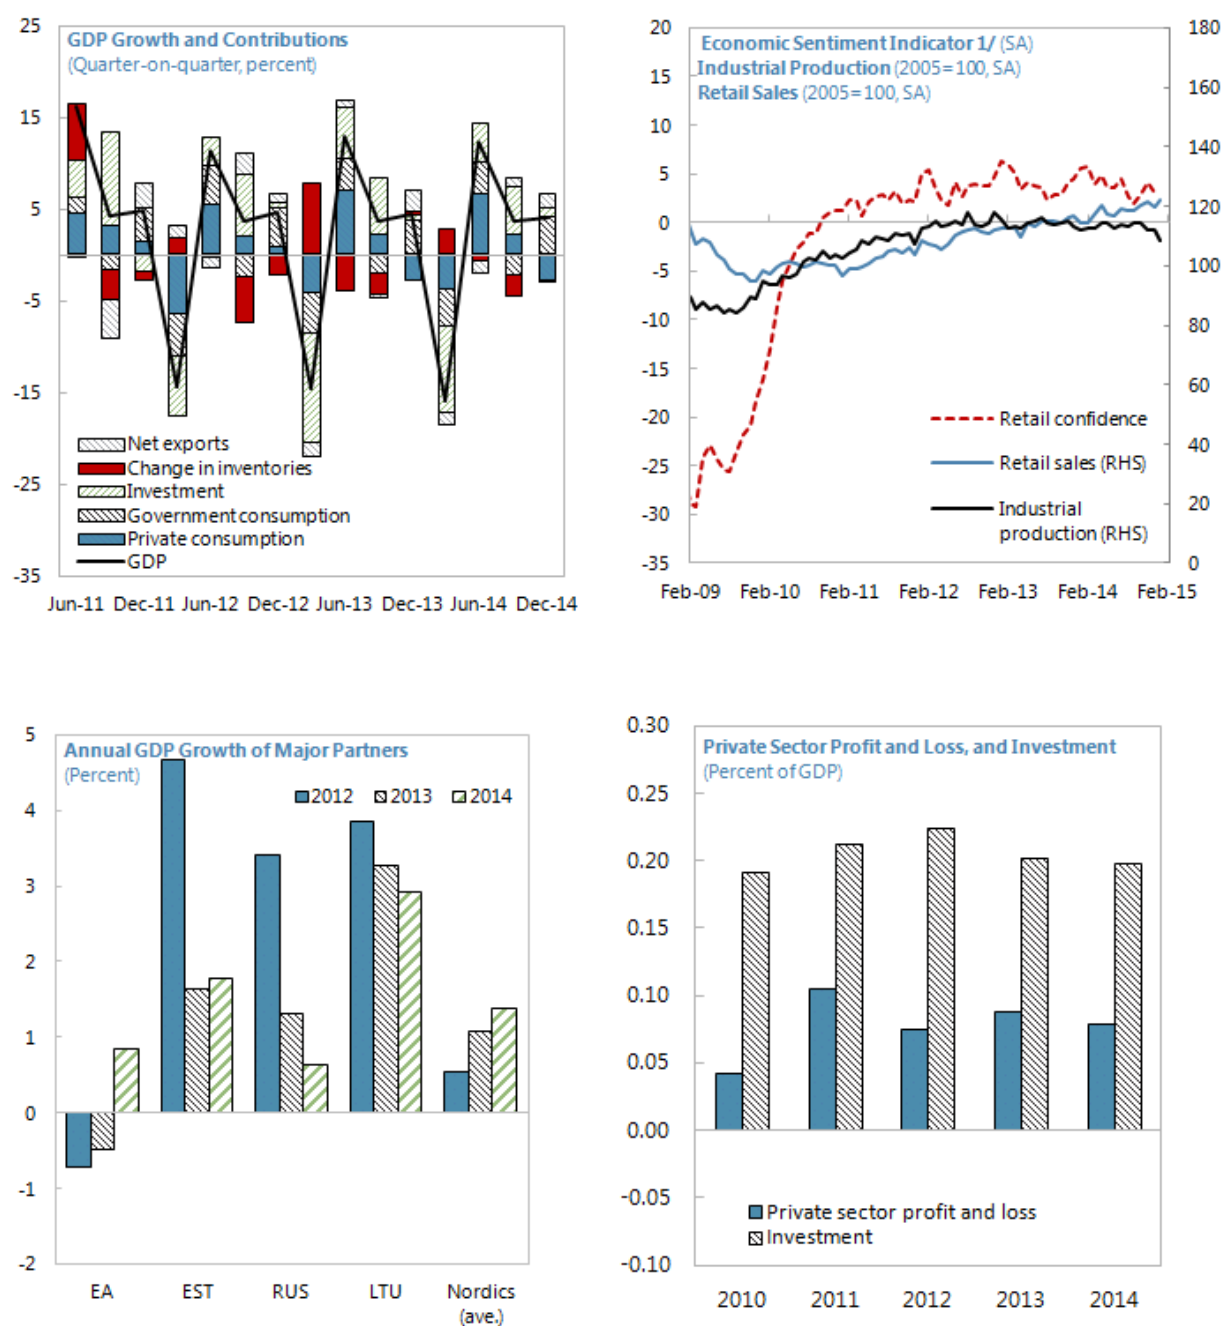 GDP Growth and Contributions
(Quarter-on-quarter, percent)
25
15
5
-5
-15
-25
-35
Net exports
Change in inventories
Investment
Government consumption
Private consumption
GDP
Jun-11 Dec-11 Jun-12 Dec-12 Jun-13 Dec-13 Jun-14 Dec-14
Economic Sentiment Indicator 1/ (SA)
Industrial Production (2005=100, SA)
Retail Sales (2005=100, SA)
20
15
10
5
0
-5
-10
-15
-20
-25
-30
-35
180
160
140
120
100
80
60
40
20
0
Retail confidence
Retail sales (RHS)
Industrial
production (RHS)
Feb-09 Feb-10 Feb-11 Feb-12 Feb-13 Feb-14 Feb-15
Annual GDP Growth of Major Partners
(Percent)
2012 2013 2014
5
4
3
2
1
0
-1
-2
EA EST RUS LTU Nordics
(ave.)
Private Sector Profit and Loss, and Investment
(Percent of GDP)
0.30
0.25
0.20
0.15
0.10
0.05
0.00
-0.05
-0.10
Private sector profit and loss
Investment
2010 2011 2012 2013 2014